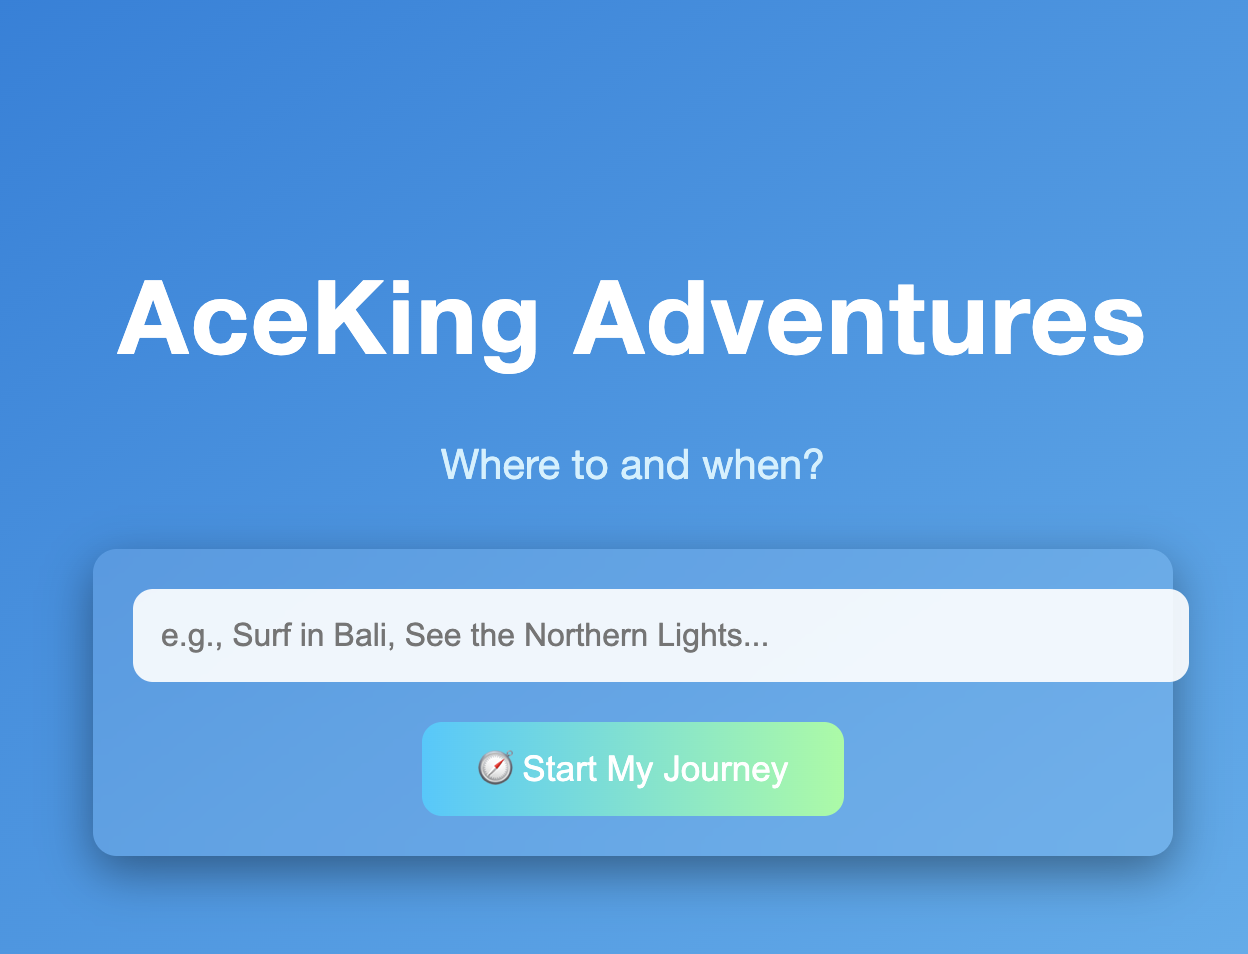 AceKing Adventures
Where to and when?
e.g., Surf in Bali, See the Northern Lights...
🧭 Start My Journey